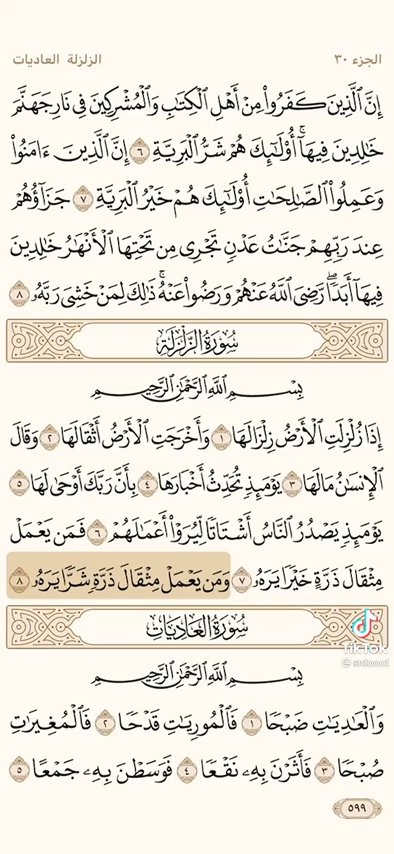 الجزء ٣٠
الزلزلة العاديات
إِنَّ ٱلَّذِينَ كَفَرُوا۟ مِنْ أَهْلِ ٱلْكِتَٰبِ وَٱلْمُشْرِكِينَ فِى نَارِ جَهَنَّمَ
خَٰلِدِينَ فِيهَآ ۚ أُو۟لَٰٓئِكَ هُمْ شَرُّ ٱلْبَرِيَّةِ ٦ إِنَّ ٱلَّذِينَ ءَامَنُوا۟
وَعَمِلُوا۟ ٱلصَّٰلِحَٰتِ أُو۟لَٰٓئِكَ هُمْ خَيْرُ ٱلْبَرِيَّةِ ٧ جَزَآؤُهُمْ
عِندَ رَبِّهِمْ جَنَّٰتُ عَدْنٍ تَجْرِى مِن تَحْتِهَا ٱلْأَنْهَٰرُ خَٰلِدِينَ
فِيهَآ أَبَدًا ۖ رَّضِىَ ٱللَّهُ عَنْهُمْ وَرَضُوا۟ عَنْهُ ۚ ذَٰلِكَ لِمَنْ خَشِىَ رَبَّهُۥ ٨
سُورَةُ الزَّلْزَلَةِ
بِسْمِ ٱللَّهِ ٱلرَّحْمَٰنِ ٱلرَّحِيمِ
إِذَا زُلْزِلَتِ ٱلْأَرْضُ زِلْزَالَهَا ١ وَأَخْرَجَتِ ٱلْأَرْضُ أَثْقَالَهَا ٢ وَقَالَ
ٱلْإِنسَٰنُ مَا لَهَا ٣ يَوْمَئِذٍ تُحَدِّثُ أَخْبَارَهَا ٤ بِأَنَّ رَبَّكَ أَوْحَىٰ لَهَا ٥
يَوْمَئِذٍ يَصْدُرُ ٱلنَّاسُ أَشْتَاتًا لِّيُرَوْا۟ أَعْمَٰلَهُمْ ٦ فَمَن يَعْمَلْ
مِثْقَالَ ذَرَّةٍ خَيْرًا يَرَهُۥ ٧ وَمَن يَعْمَلْ مِثْقَالَ ذَرَّةٍ شَرًّا يَرَهُۥ ٨
سُورَةُ الْعَادِيَاتِ
TikTok
بِسْمِ ٱللَّهِ ٱلرَّحْمَٰنِ ٱلرَّحِيمِ
وَٱلْعَٰدِيَٰتِ ضَبْحًا ١ فَٱلْمُورِيَٰتِ قَدْحًا ٢ فَٱلْمُغِيرَٰتِ
صُبْحًا ٣ فَأَثَرْنَ بِهِۦ نَقْعًا ٤ فَوَسَطْنَ بِهِۦ جَمْعًا ٥
٥٩٩